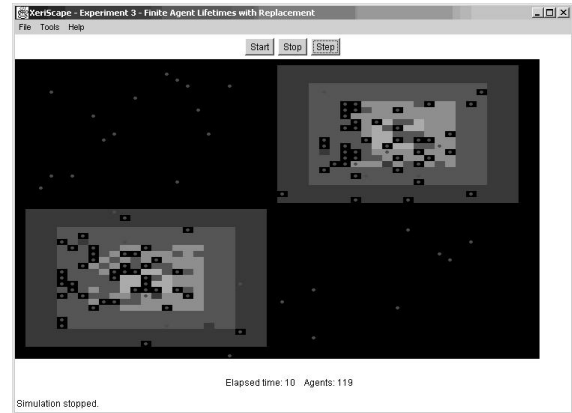 XeriScape - Experiment 3 - Finite Agent Lifetimes with Replacement
File Tools Help
Start Stop Step
Elapsed time: 10 Agents: 119
Simulation stopped.